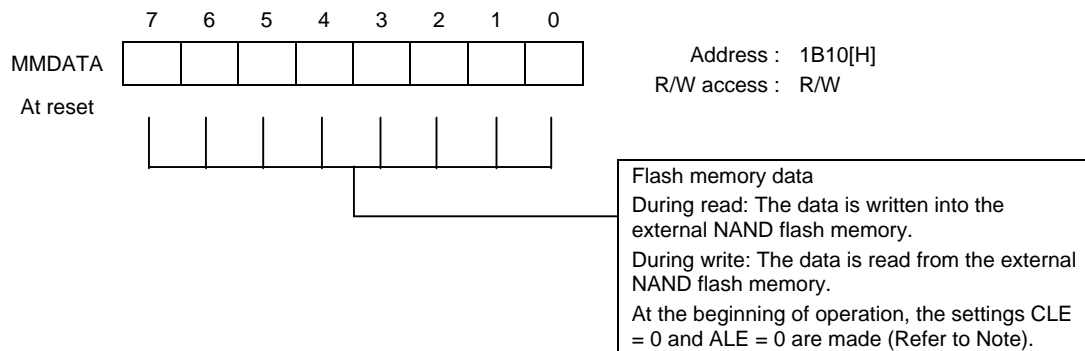 7 6 5 4 3 2 1 0
MMDATA
Address : 1B10[H]
R/W access : R/W
At reset
Flash memory data
During read: The data is written into the
external NAND flash memory.
During write: The data is read from the external
NAND flash memory.
At the beginning of operation, the settings CLE
= 0 and ALE = 0 are made (Refer to Note).